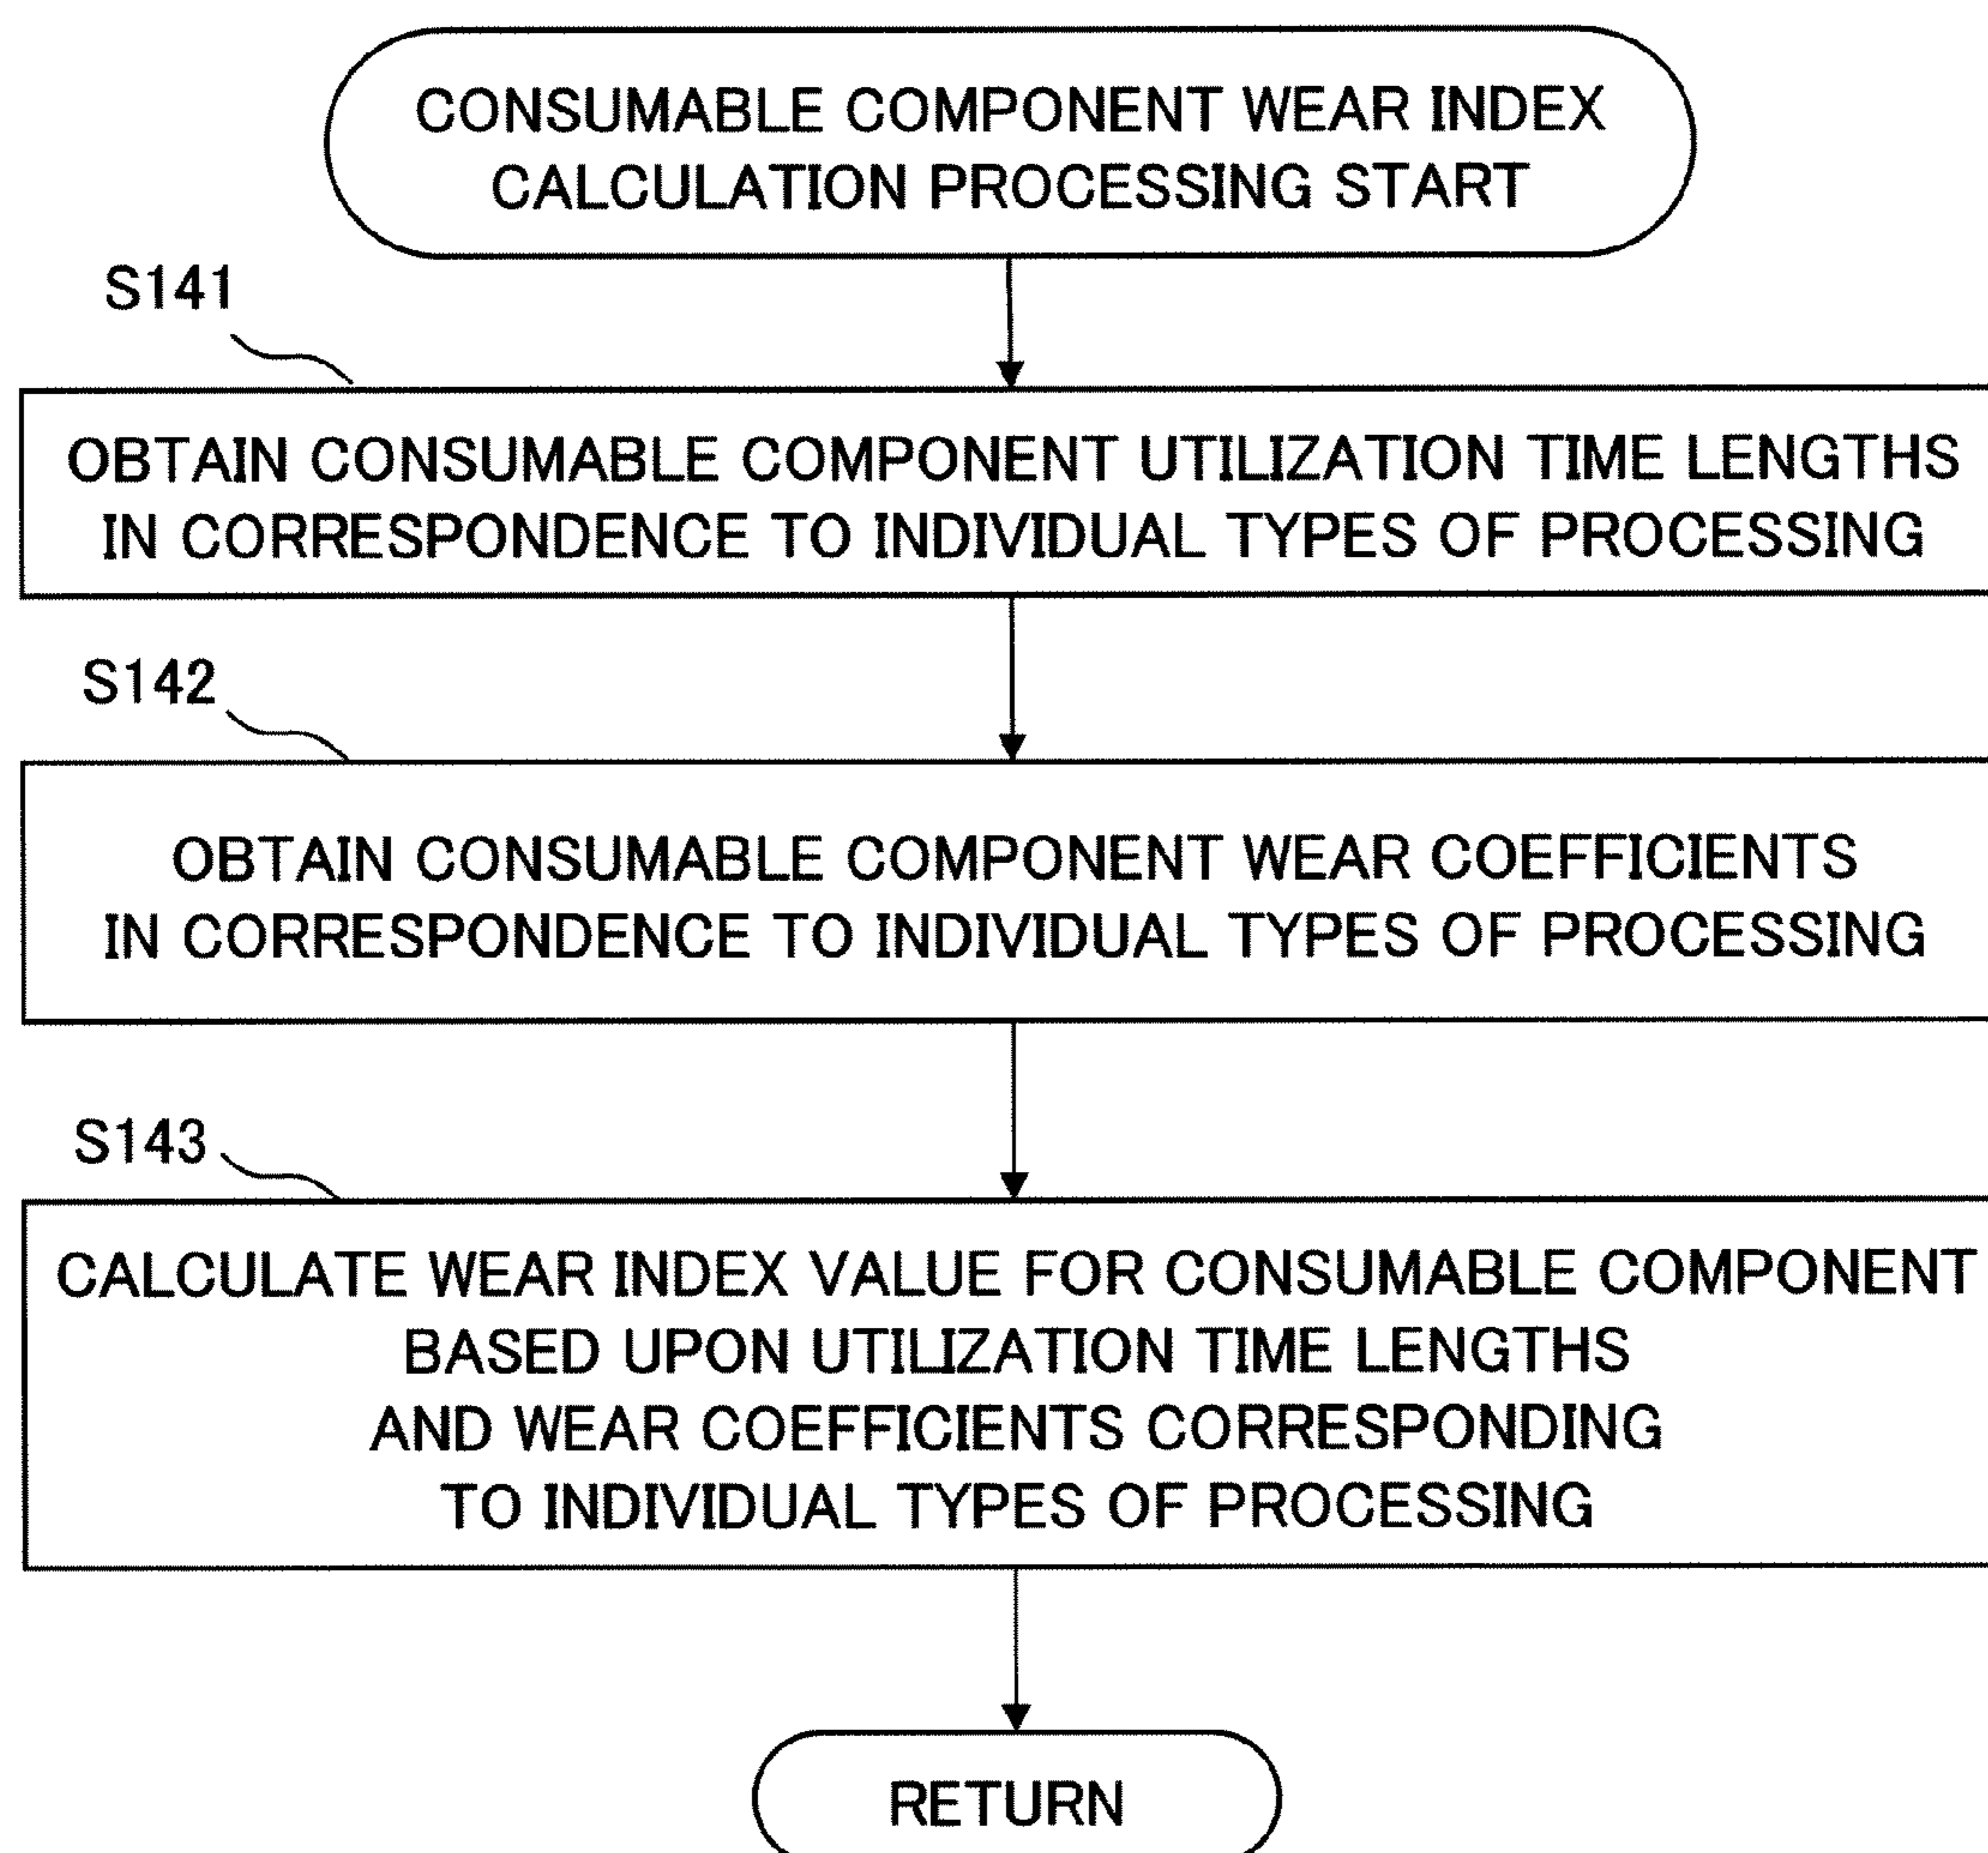 CONSUMABLE COMPONENT WEAR INDEX
CALCULATION PROCESSING START
S141
OBTAIN CONSUMABLE COMPONENT UTILIZATION TIME LENGTHS
IN CORRESPONDENCE TO INDIVIDUAL TYPES OF PROCESSING
S142
OBTAIN CONSUMABLE COMPONENT WEAR COEFFICIENTS
IN CORRESPONDENCE TO INDIVIDUAL TYPES OF PROCESSING
S143
CALCULATE WEAR INDEX VALUE FOR CONSUMABLE COMPONENT
BASED UPON UTILIZATION TIME LENGTHS
AND WEAR COEFFICIENTS CORRESPONDING
TO INDIVIDUAL TYPES OF PROCESSING
RETURN